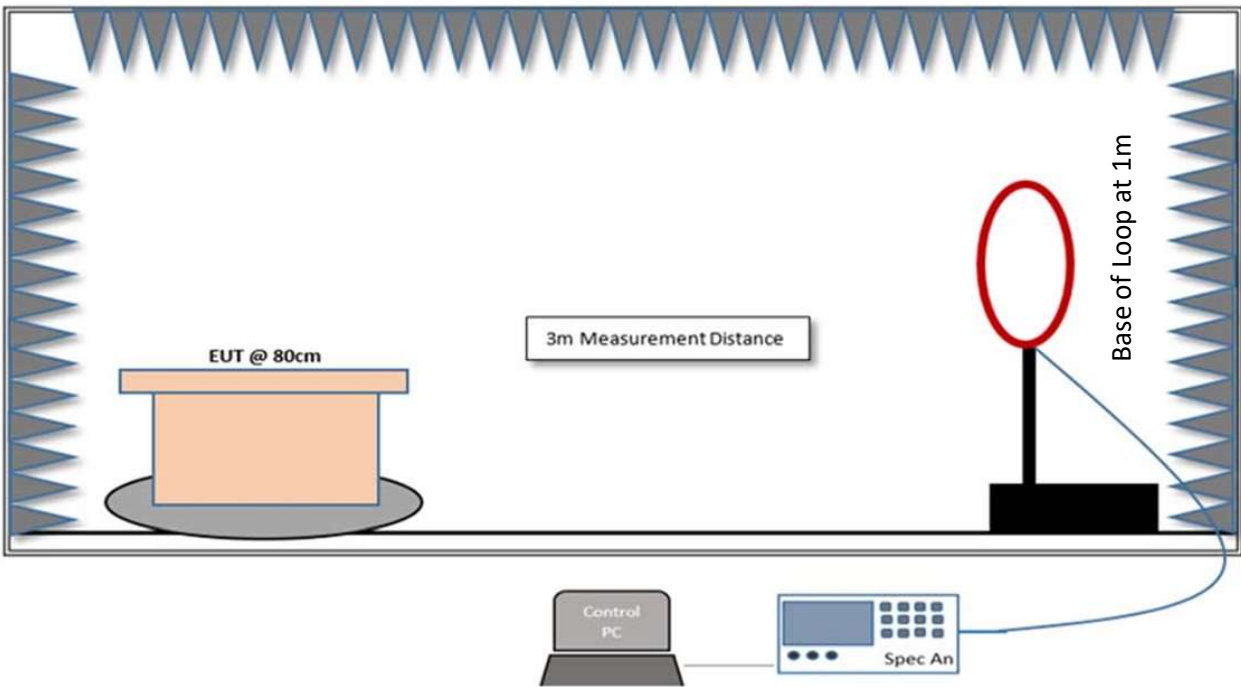 Base of Loop at 1m
3m Measurement Distance
EUT @ 80cm
Control
PC
Spec An